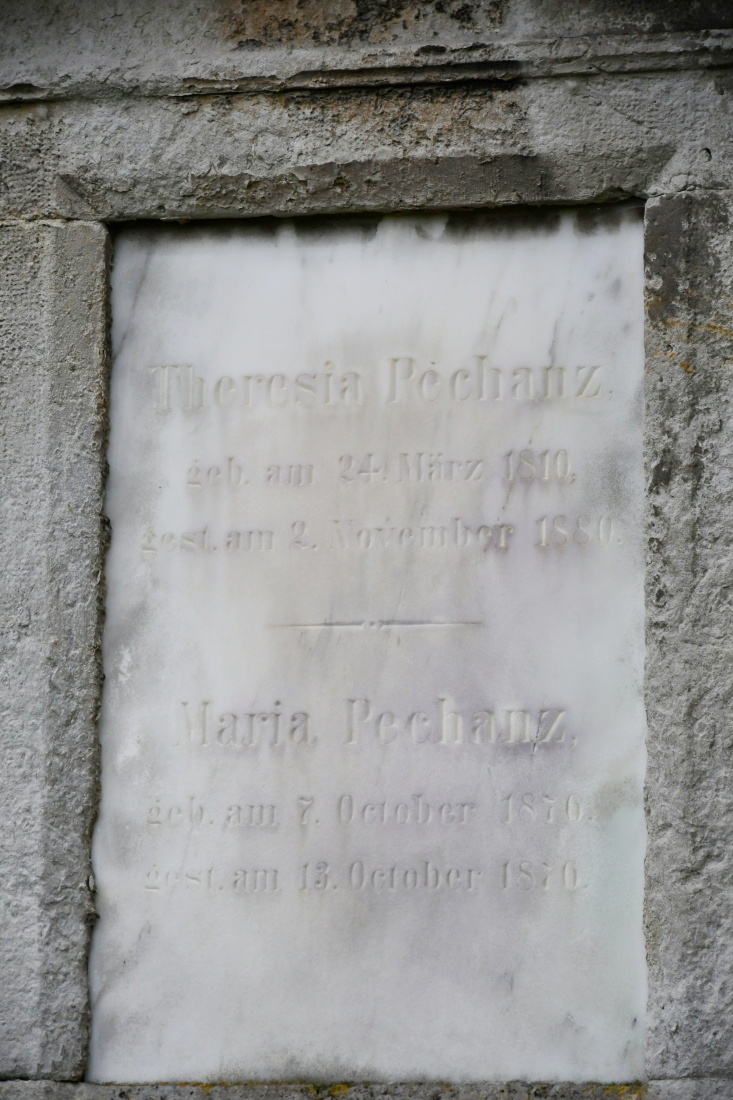 Theresia Pechanz,
geb. am 24. März 1810,
gest. am 2. November 1880.
Maria Pechanz,
geb. am 7. October 1870.
gest. am 13. October 1870.